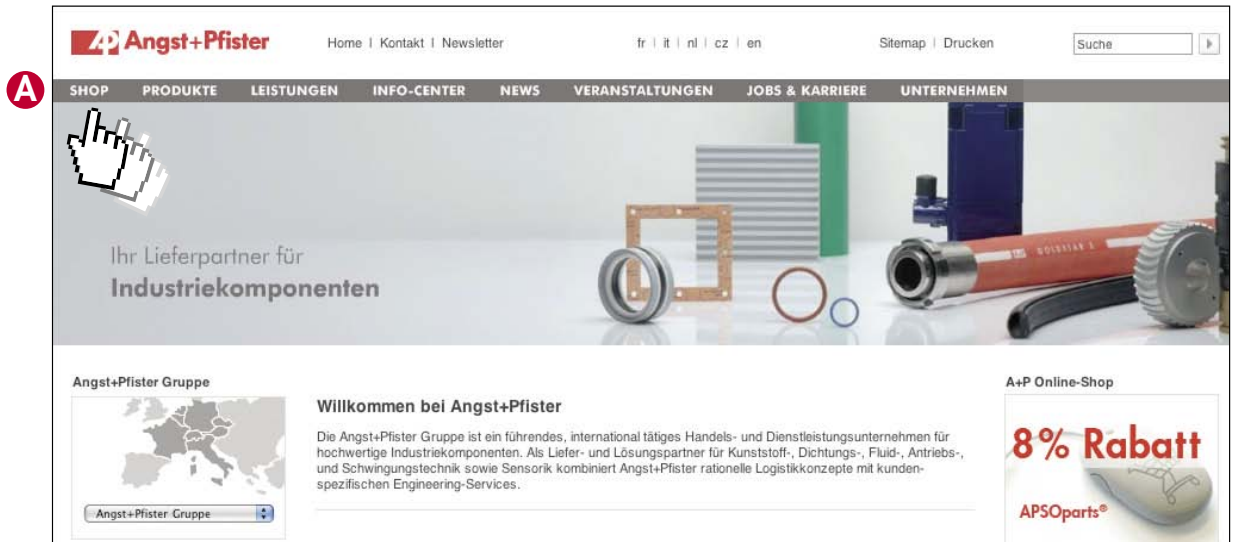 AP Angst+Pfister
Home | Kontakt | Newsletter
fr | it | nl | cz | en
Sitemap | Drucken
Suche
A
SHOP PRODUKTE LEISTUNGEN INFO-CENTER NEWS VERANSTALTUNGEN JOBS & KARRIERE UNTERNEHMEN
GOLDSTAR
Ihr Lieferpartner für
Industriekomponenten
Angst+Pfister Gruppe
Angst+Pfister Gruppe
Willkommen bei Angst+Pfister
Die Angst+Pfister Gruppe ist ein führendes, international tätiges Handels- und Dienstleistungsunternehmen für
hochwertige Industriekomponenten. Als Liefer- und Lösungspartner für Kunststoff-, Dichtungs-, Fluid-, Antriebs-,
und Schwingungstechnik sowie Sensorik kombiniert Angst+Pfister rationelle Logistikkonzepte mit kunden-
spezifischen Engineering-Services.
A+P Online-Shop
8% Rabatt
APSOparts®